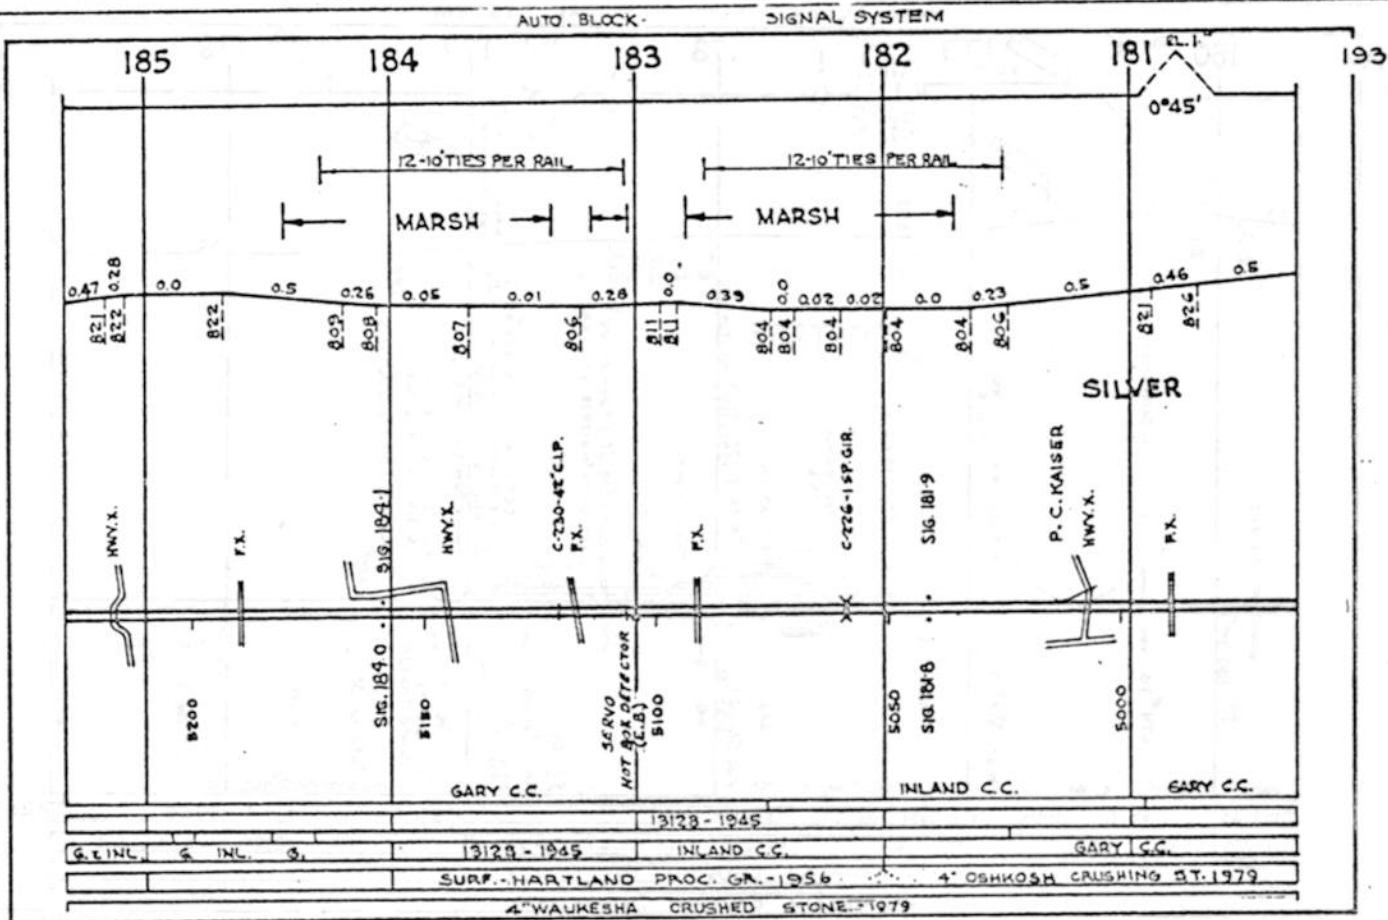 AUTO. BLOCK. SIGNAL SYSTEM
185 184 183 182 181 EL. 1" 193
0°45'
12-10' TIES PER RAIL 12-10' TIES PER RAIL
MARSH MARSH
0.47 0.28 0.0 0.5 0.26 0.05 0.01 0.28 0.0 0.39 0.0 0.02 0.02 0.0 0.23 0.5 0.46 0.5
821 822 822 809 808 807 806 811 811 804 804 804 804 804 806 821 826
SILVER
HWY.X. F.X. SIG. 184.1 HWY.X. C-230-42"C.I.P. F.X. F.X. C-226-1 SP. GIR. SIG. 181.9 P. C. KAISER HWY.X. F.X.
5200 SIG. 184.0 5150 SERVO HOT BOX DETECTOR (E.B.) 5100 5050 SIG. 181.8 5000
GARY C.C. INLAND C.C. GARY C.C.
13128 - 1945
G. & INL. G. INL. G. 13128 - 1945 INLAND C.C. GARY C.C.
SURF. - HARTLAND PROC. GR. - 1956 4" OSHKOSH CRUSHING ST. 1979
4" WAUKESHA CRUSHED STONE - 1979